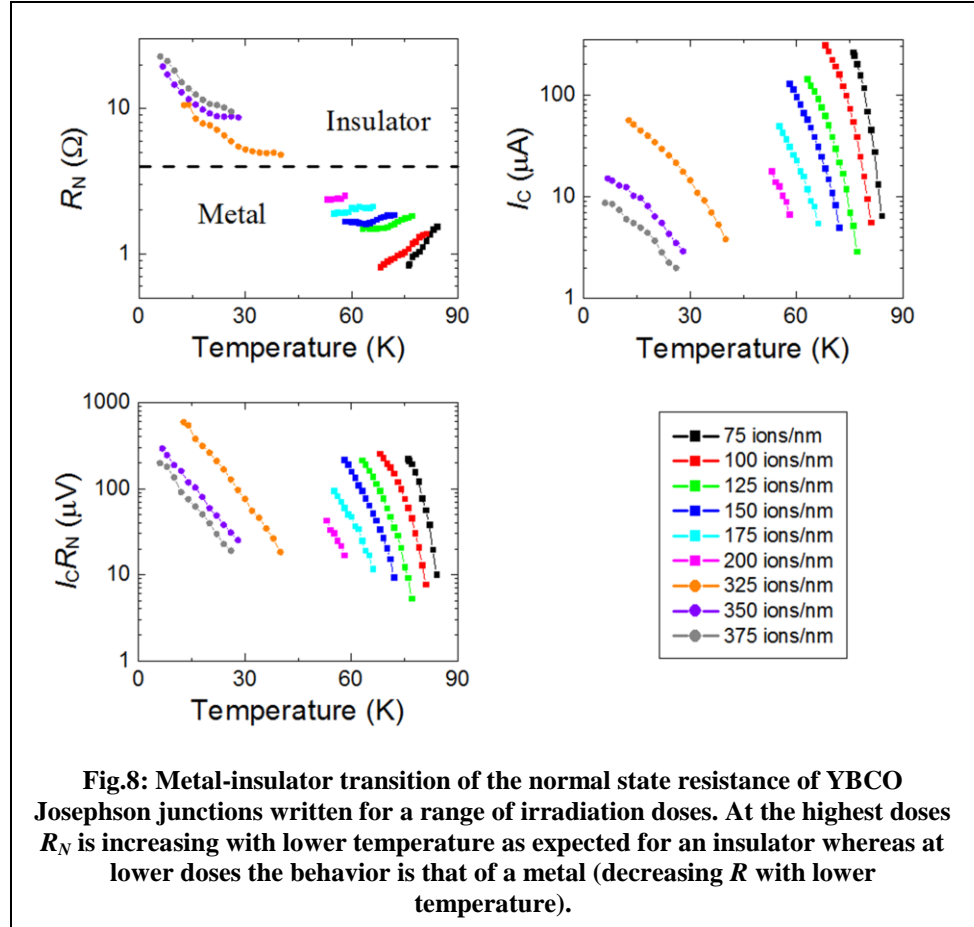 10
1
R_N (Ω)
Insulator
Metal
0 30 60 90
Temperature (K)
100
10
1
I_C (µA)
0 30 60 90
Temperature (K)
1000
100
10
1
I_CR_N (µV)
0 30 60 90
Temperature (K)
75 ions/nm
100 ions/nm
125 ions/nm
150 ions/nm
175 ions/nm
200 ions/nm
325 ions/nm
350 ions/nm
375 ions/nm
Fig.8: Metal-insulator transition of the normal state resistance of YBCO
Josephson junctions written for a range of irradiation doses. At the highest doses
R_N is increasing with lower temperature as expected for an insulator whereas at
lower doses the behavior is that of a metal (decreasing R with lower
temperature).